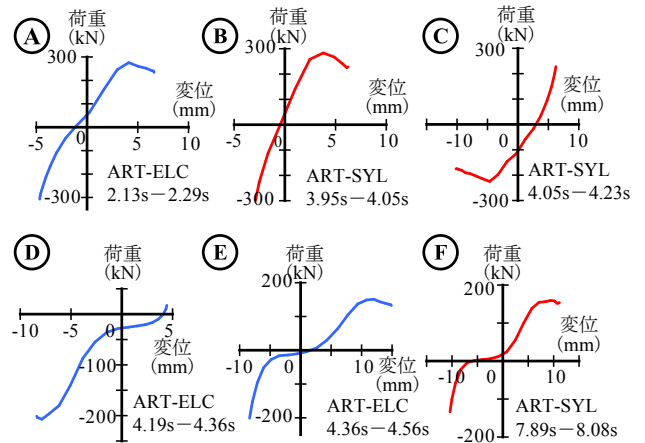 A
荷重
(kN)
300
変位
(mm)
-5
0
5
10
-300
ART-ELC
2.13s－2.29s
B
荷重
(kN)
300
変位
(mm)
-5
0
5
10
-300
ART-SYL
3.95s－4.05s
C
荷重
(kN)
300
変位
(mm)
-10
-5
0
5
10
-300
ART-SYL
4.05s－4.23s
D
荷重
(kN)
-10
-5
0
5
変位
(mm)
-100
-200
ART-ELC
4.19s－4.36s
E
荷重
(kN)
200
-10
0
10
変位
(mm)
-200
ART-ELC
4.36s－4.56s
F
荷重
(kN)
200
変位
(mm)
-10
0
10
-200
ART-SYL
7.89s－8.08s